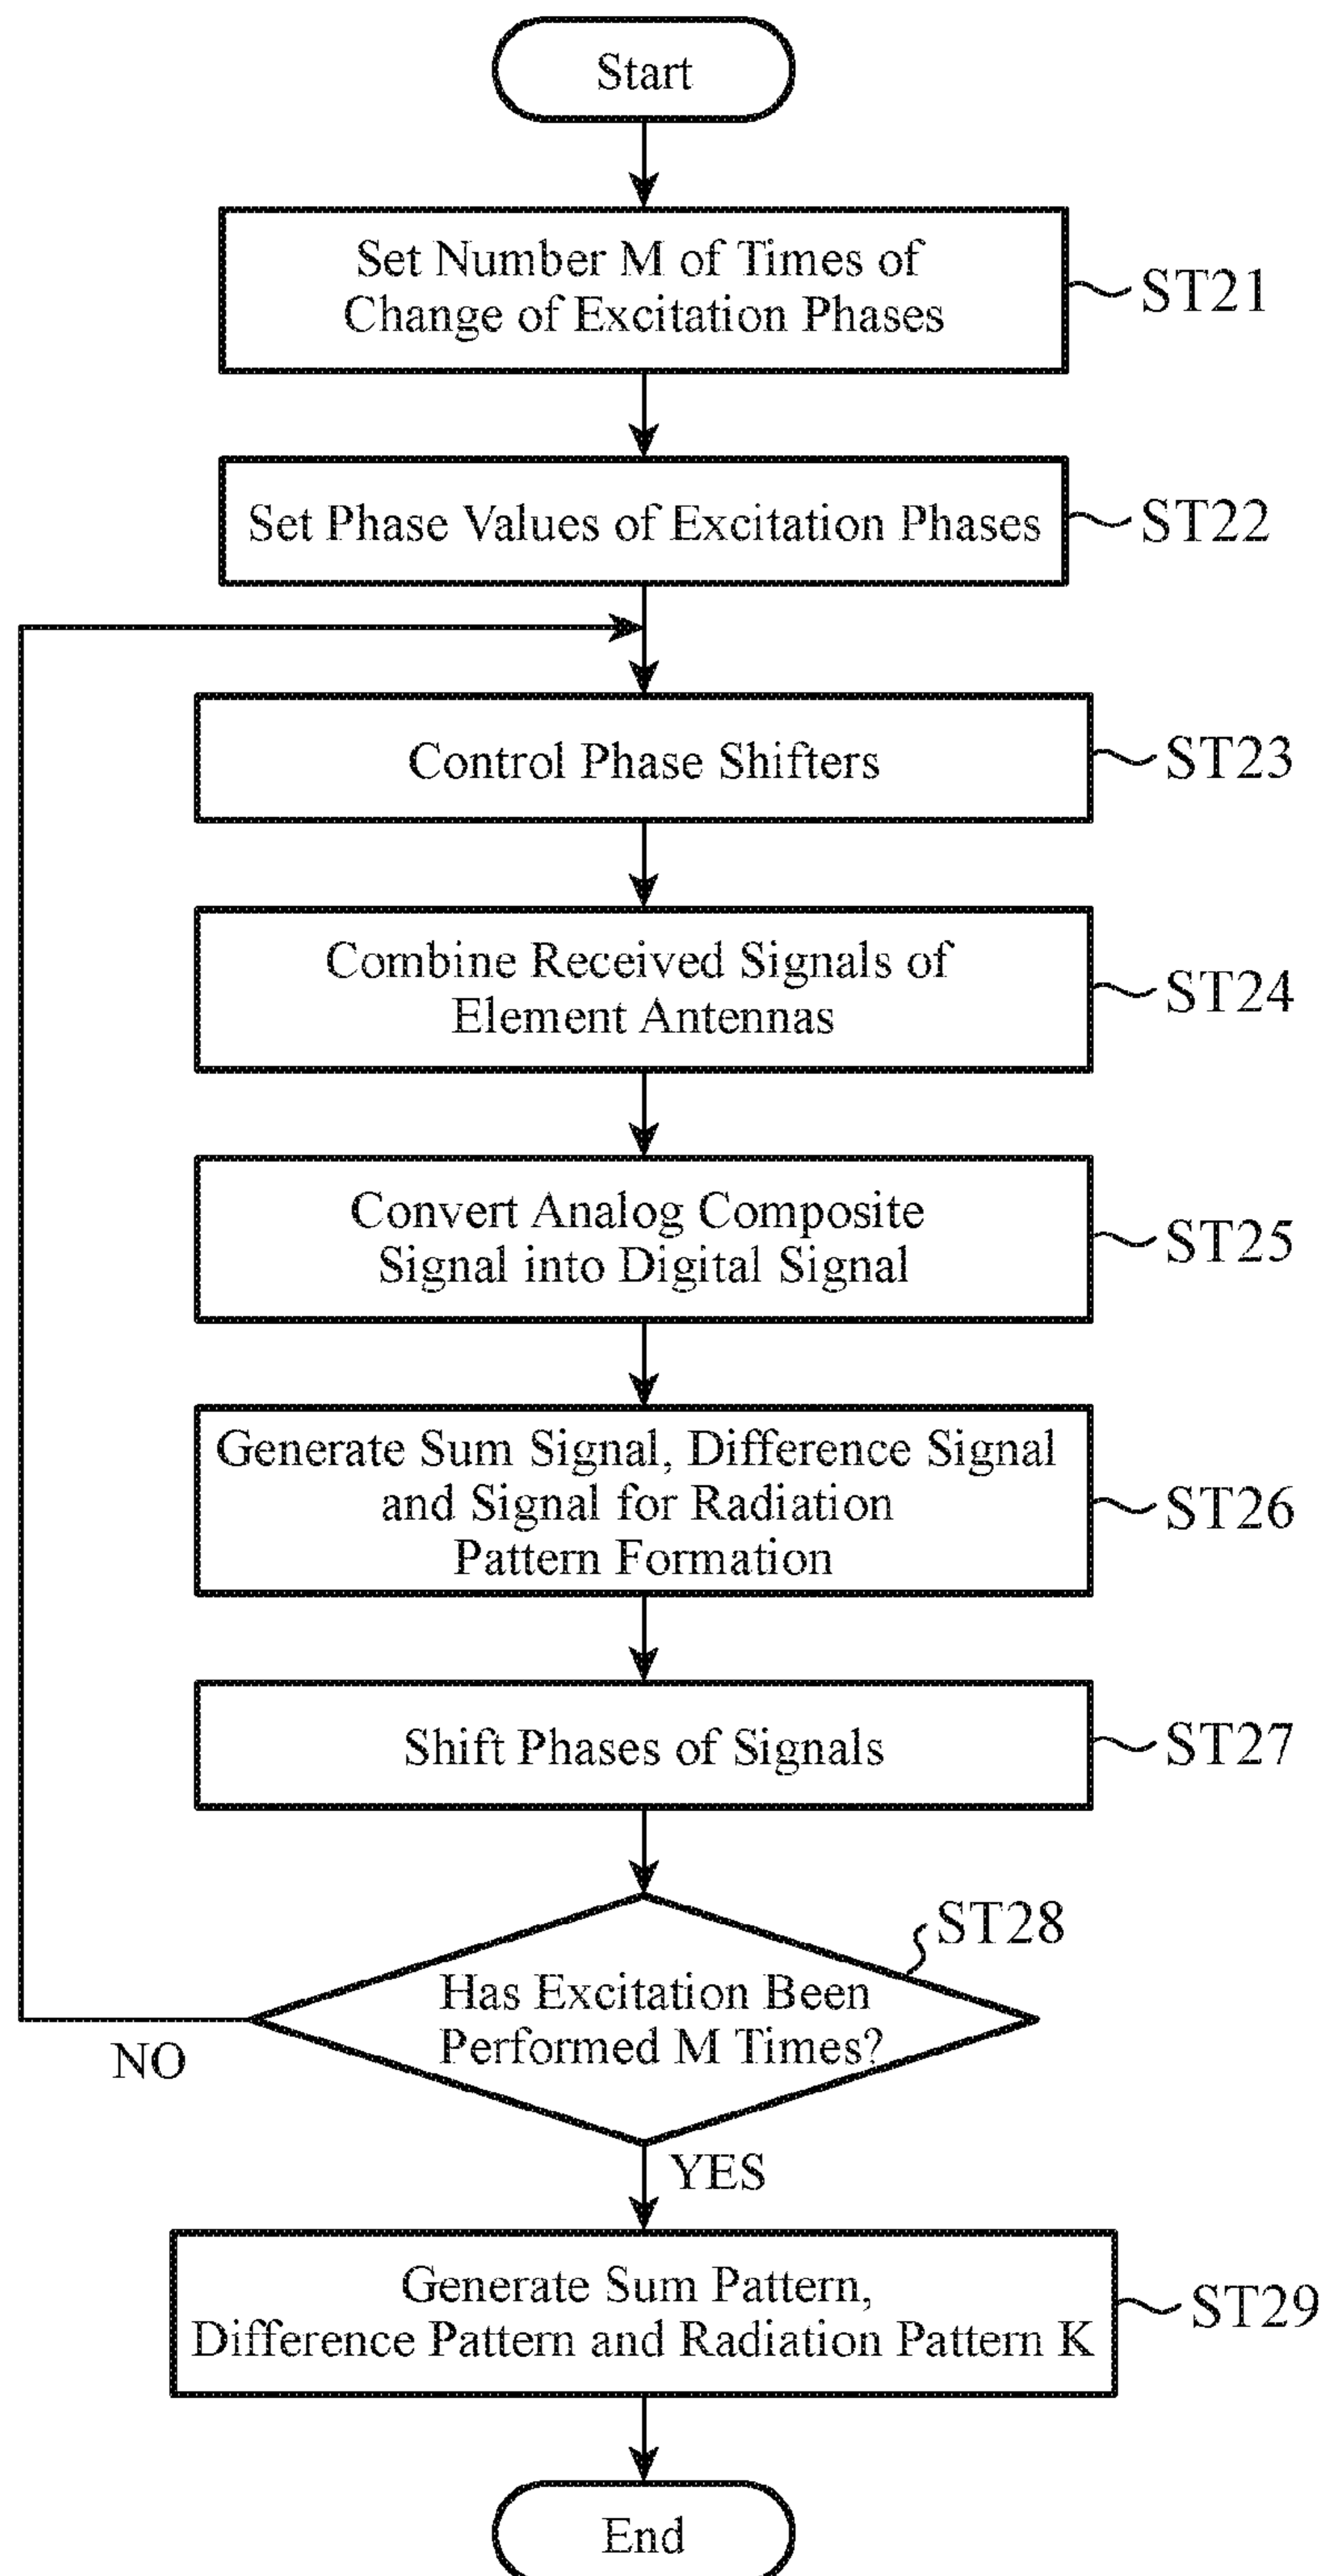 Start
Set Number M of Times of
Change of Excitation Phases
ST21
Set Phase Values of Excitation Phases
ST22
Control Phase Shifters
ST23
Combine Received Signals of
Element Antennas
ST24
Convert Analog Composite
Signal into Digital Signal
ST25
Generate Sum Signal, Difference Signal
and Signal for Radiation
Pattern Formation
ST26
Shift Phases of Signals
ST27
ST28
Has Excitation Been
Performed M Times?
NO
YES
Generate Sum Pattern,
Difference Pattern and Radiation Pattern K
ST29
End